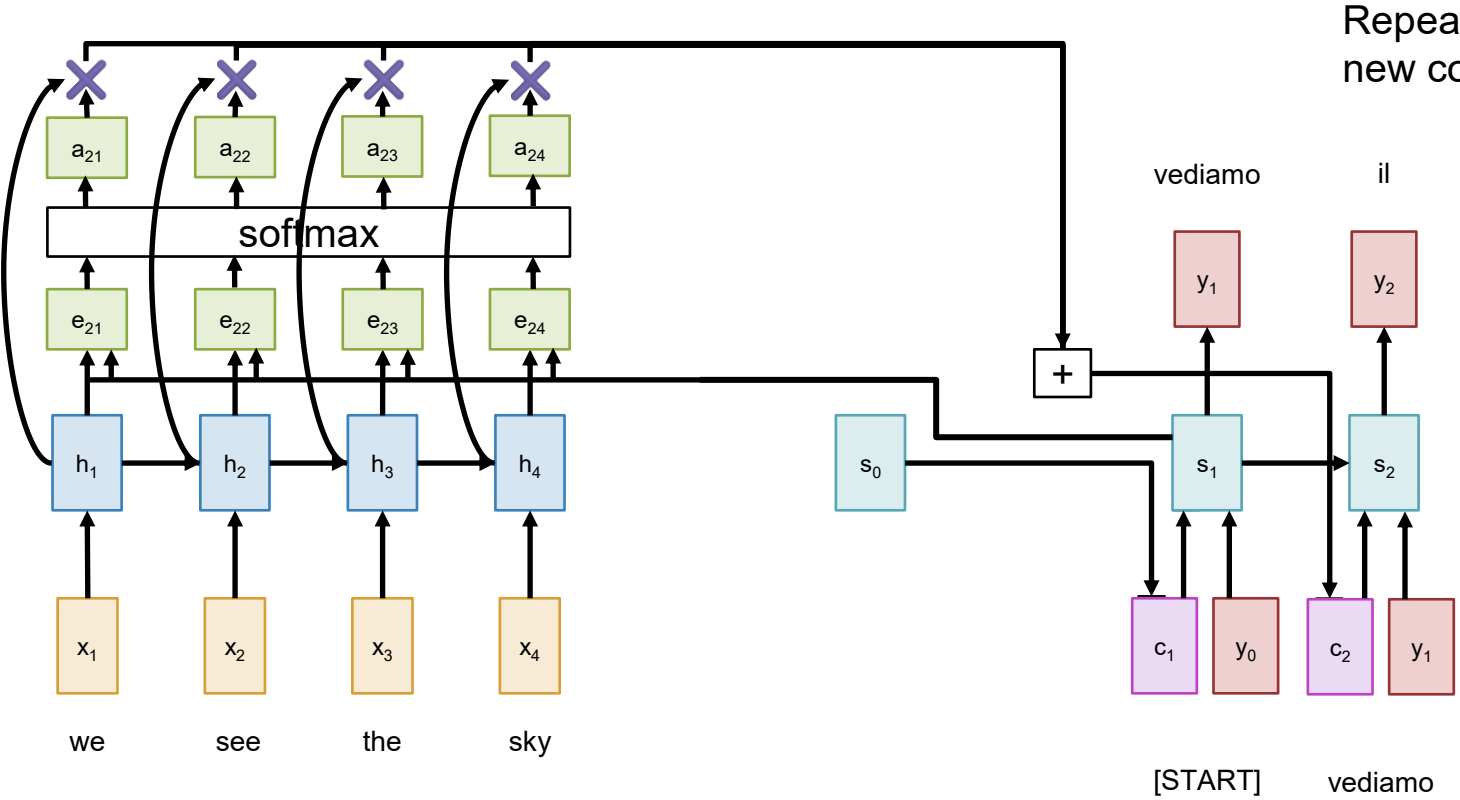 Repea
new co
a21 a22 a23 a24
vediamo il
softmax
y1 y2
e21 e22 e23 e24
+
h1 h2 h3 h4 s0 s1 s2
x1 x2 x3 x4 c1 y0 c2 y1
we see the sky
[START] vediamo